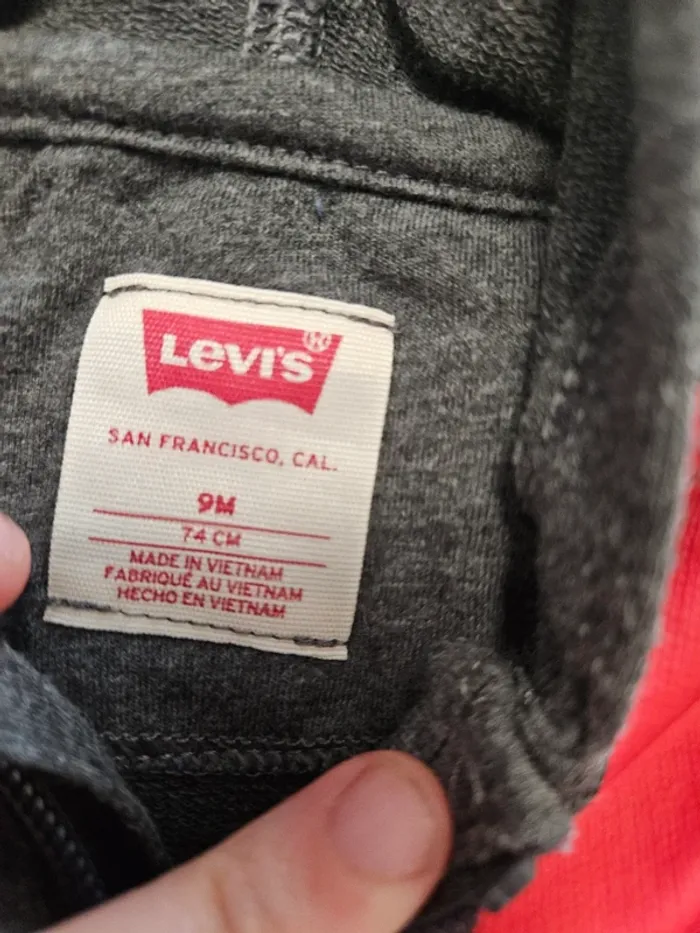 LEVI'S ®
SAN FRANCISCO, CAL.
9M
74 CM
MADE IN VIETNAM
FABRIQUÉ AU VIETNAM
HECHO EN VIETNAM